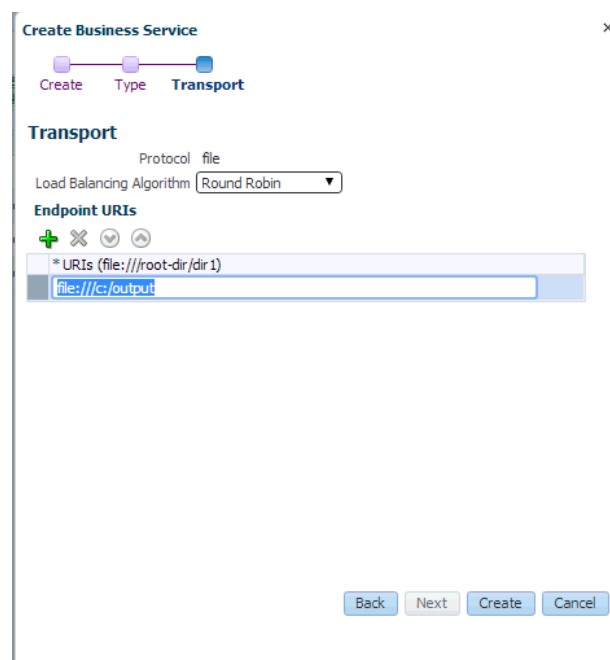 Create Business Service
×
Create Type Transport
Transport
Protocol file
Load Balancing Algorithm Round Robin
Endpoint URIs
* URIs (file:///root-dir/dir1)
file:///c:/output
Back Next Create Cancel